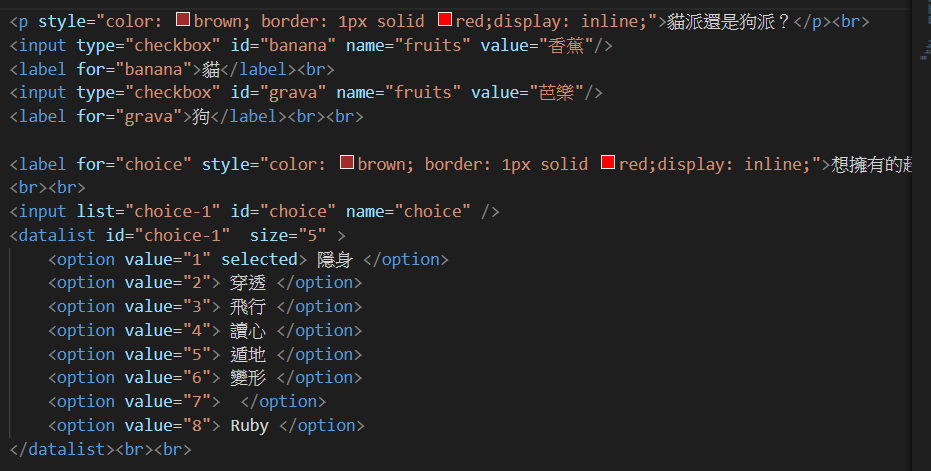 <p style="color: brown; border: 1px solid red;display: inline;">貓派還是狗派？</p><br>
<input type="checkbox" id="banana" name="fruits" value="香蕉"/>
<label for="banana">貓</label><br>
<input type="checkbox" id="grava" name="fruits" value="芭樂"/>
<label for="grava">狗</label><br><br>
<label for="choice" style="color: brown; border: 1px solid red;display: inline;">想擁有的
<br><br>
<input list="choice-1" id="choice" name="choice" />
<datalist id="choice-1"  size="5" >
    <option value="1" selected> 隱身 </option>
    <option value="2"> 穿透 </option>
    <option value="3"> 飛行 </option>
    <option value="4"> 讀心 </option>
    <option value="5"> 遁地 </option>
    <option value="6"> 變形 </option>
    <option value="7">  </option>
    <option value="8"> Ruby </option>
</datalist><br><br>